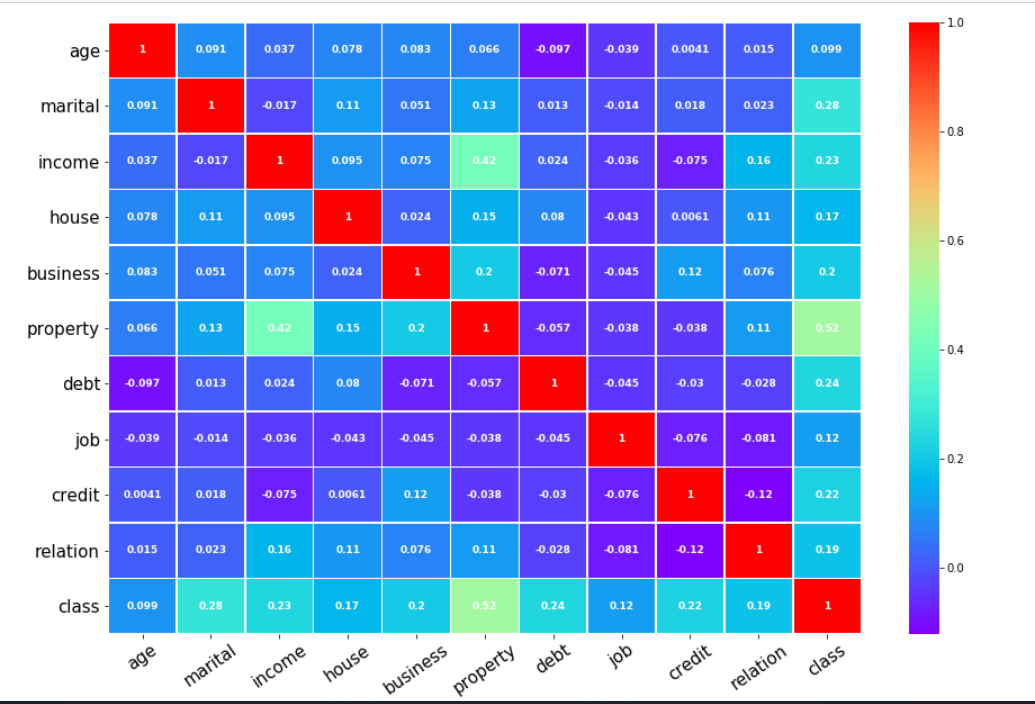 1.0
age 1 0.091 0.037 0.078 0.083 0.066 -0.097 -0.039 0.0041 0.015 0.099
marital 0.091 1 -0.017 0.11 0.051 0.13 0.013 -0.014 0.018 0.023 0.28
0.8
income 0.037 -0.017 1 0.095 0.075 0.42 0.024 -0.036 -0.075 0.16 0.23
house 0.078 0.11 0.095 1 0.024 0.15 0.08 -0.043 0.0061 0.11 0.17
0.6
business 0.083 0.051 0.075 0.024 1 0.2 -0.071 -0.045 0.12 0.076 0.2
property 0.066 0.13 0.42 0.15 0.2 1 -0.057 -0.038 -0.038 0.11 0.52
0.4
debt -0.097 0.013 0.024 0.08 -0.071 -0.057 1 -0.045 -0.03 -0.028 0.24
job -0.039 -0.014 -0.036 -0.043 -0.045 -0.038 -0.045 1 -0.076 -0.081 0.12
0.2
credit 0.0041 0.018 -0.075 0.0061 0.12 -0.038 -0.03 -0.076 1 -0.12 0.22
relation 0.015 0.023 0.16 0.11 0.076 0.11 -0.028 -0.081 -0.12 1 0.19
0.0
class 0.099 0.28 0.23 0.17 0.2 0.52 0.24 0.12 0.22 0.19 1
age marital income house business property debt job credit relation class